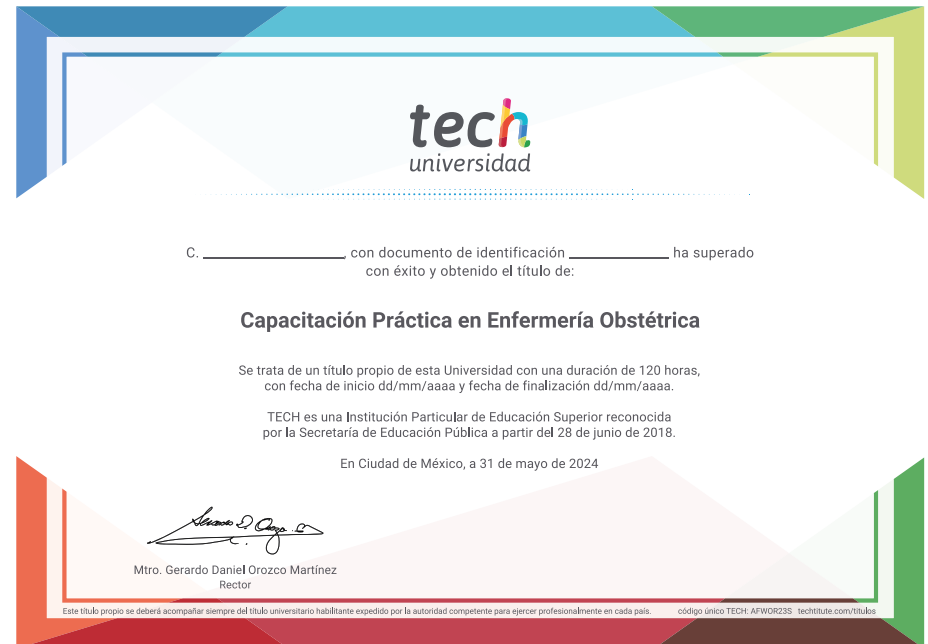 tech
universidad
C. ____________, con documento de identificación ____________ ha superado
con éxito y obtenido el título de:
Capacitación Práctica en Enfermería Obstétrica
Se trata de un título propio de esta Universidad con una duración de 120 horas,
con fecha de inicio dd/mm/aaaa y fecha de finalización dd/mm/aaaa.
TECH es una Institución Particular de Educación Superior reconocida
por la Secretaría de Educación Pública a partir del 28 de junio de 2018.
En Ciudad de México, a 31 de mayo de 2024
Mtro. Gerardo Daniel Orozco Martínez
Rector
Este título propio se deberá acompañar siempre del título universitario habilitante expedido por la autoridad competente para ejercer profesionalmente en cada país. código único TECH: AFWOR23S techtitute.com/titulos